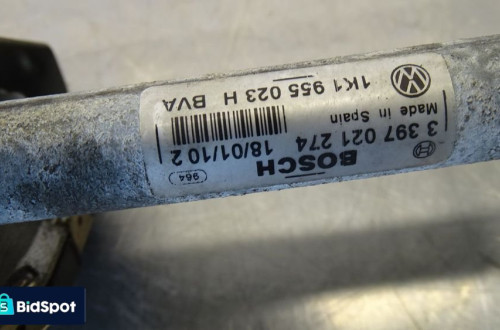 BOSCH
3 397 021 274
Made in Spain
18/01/10 2
964
1K1 955 023 H BVA
BidSpot